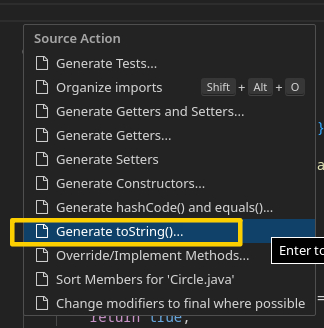 Source Action
Generate Tests...
Organize imports Shift + Alt + O
Generate Getters and Setters...
Generate Getters...
Generate Setters
Generate Constructors...
Generate hashCode() and equals()...
Generate toString()...
Enter to
Override/Implement Methods...
Sort Members for 'Circle.java'
Change modifiers to final where possible
return true;